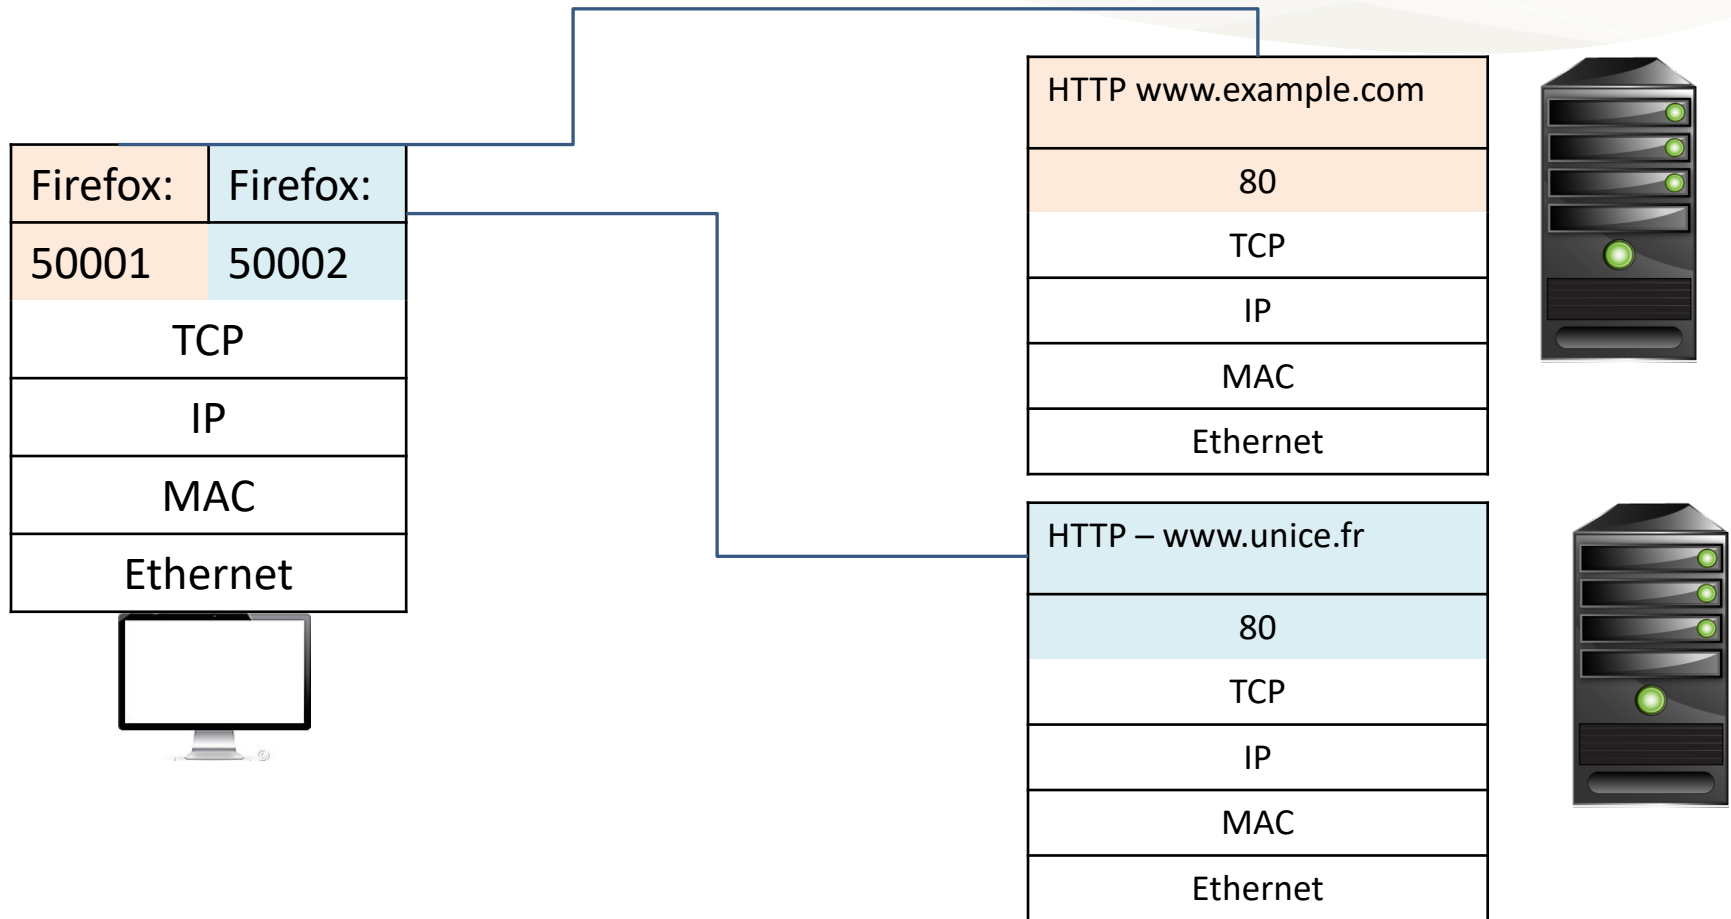 Firefox:
Firefox:
50001
50002
TCP
IP
MAC
Ethernet
HTTP www.example.com
80
TCP
IP
MAC
Ethernet
HTTP – www.unice.fr
80
TCP
IP
MAC
Ethernet